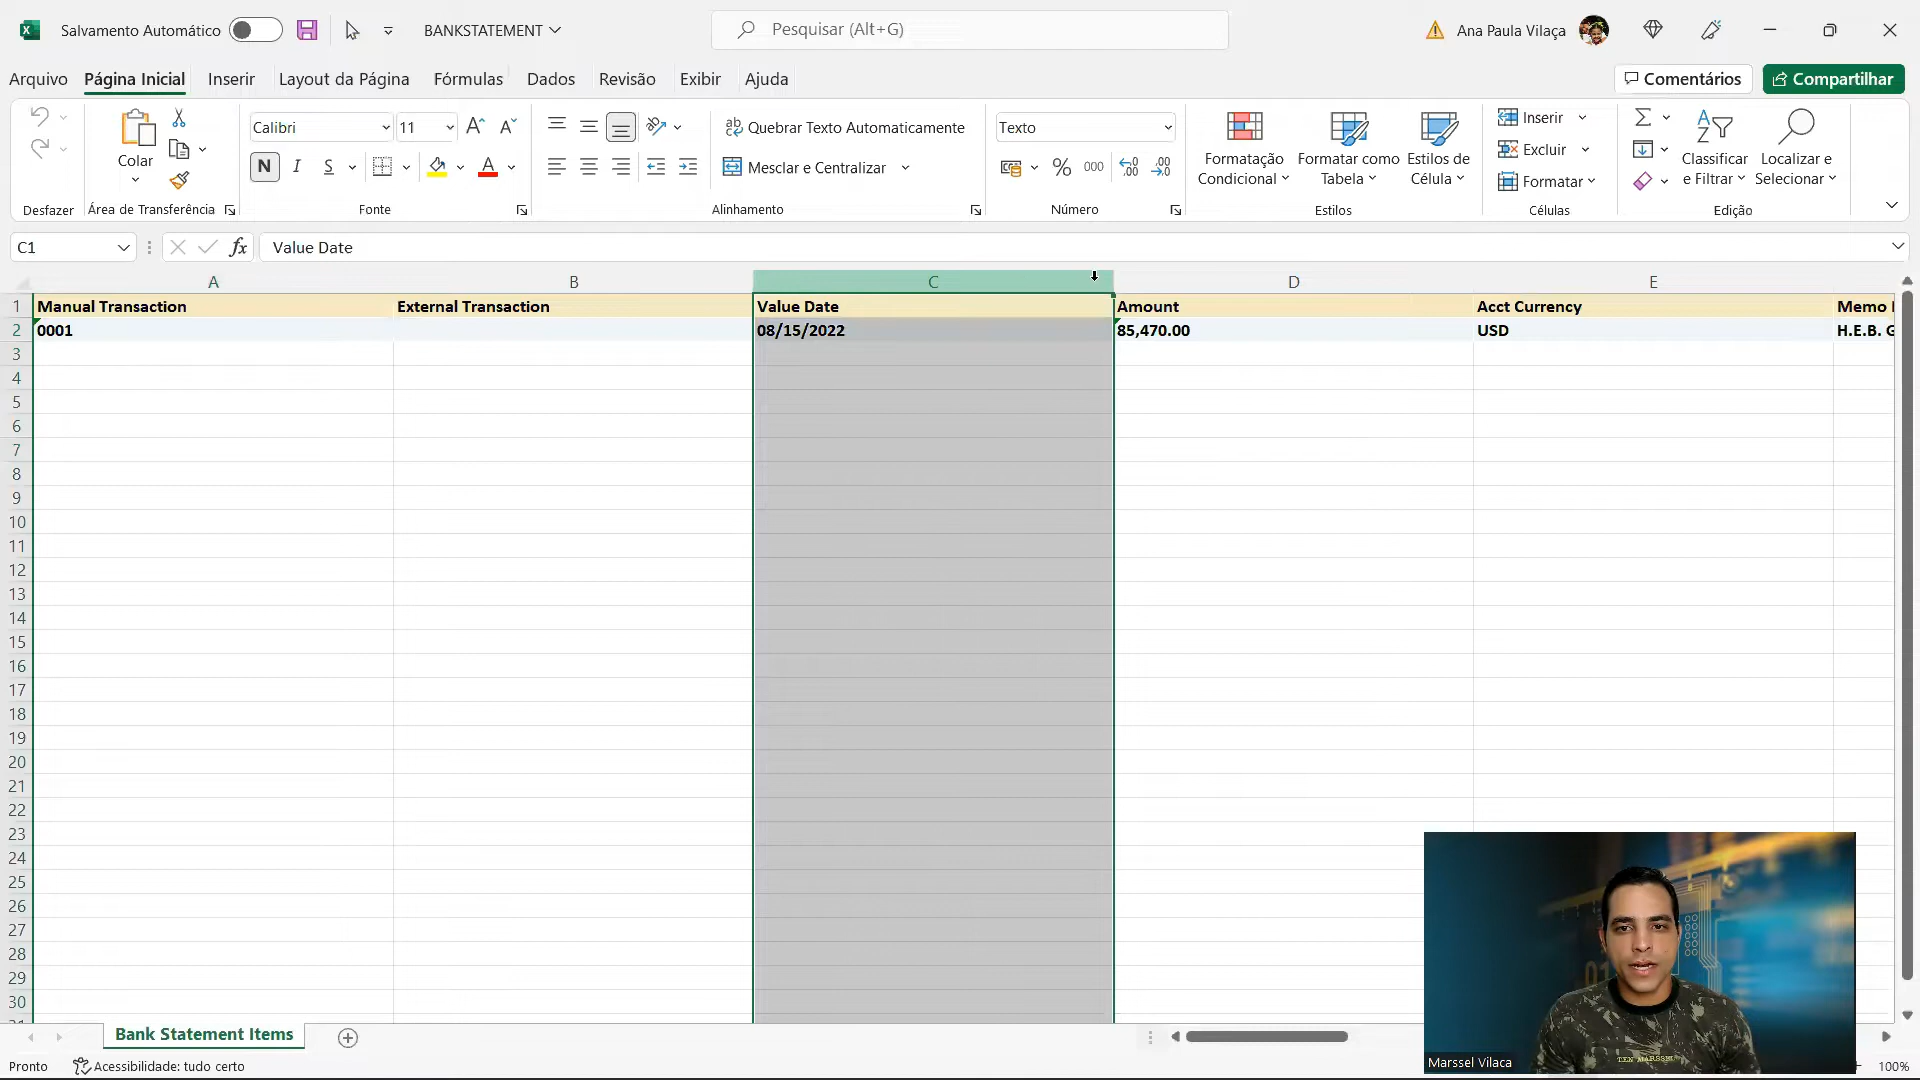 Salvamento Automático
BANKSTATEMENT
Pesquisar (Alt+G)
Ana Paula Vilaça
Arquivo
Página Inicial
Inserir
Layout da Página
Fórmulas
Dados
Revisão
Exibir
Ajuda
Comentários
Compartilhar
Colar
Calibri
11
N
I
S
A
Quebrar Texto Automaticamente
Mesclar e Centralizar
Texto
%
000
Formatação
Condicional
Formatar como
Tabela
Estilos de
Célula
Inserir
Excluir
Formatar
Classificar
e Filtrar
Localizar e
Selecionar
Desfazer
Área de Transferência
Fonte
Alinhamento
Número
Estilos
Células
Edição
C1
fx
Value Date
A B C D E
1 Manual Transaction External Transaction Value Date Amount Acct Currency Memo
2 0001 08/15/2022 85,470.00 USD H.E.B.
3
4
5
6
7
8
9
10
11
12
13
14
15
16
17
18
19
20
21
22
23
24
25
26
27
28
29
30
Bank Statement Items
Pronto
Acessibilidade: tudo certo
TEN MARSSEL
Marssel Vilaca
100%